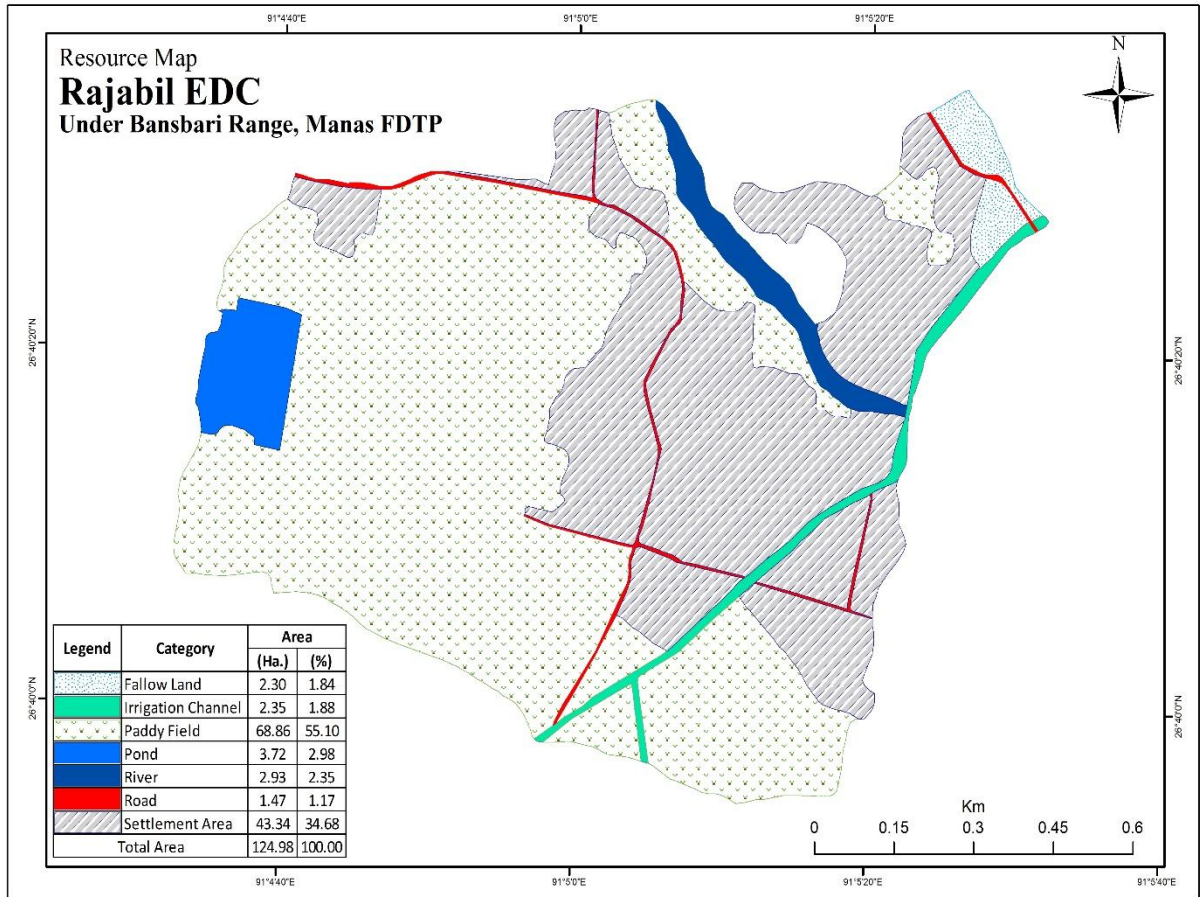 91°4'40"E 91°5'0"E 91°5'20"E
Resource Map
Rajabil EDC
Under Bansbari Range, Manas FDTP
N
26°40'20"N
26°40'20"N
26°40'0"N
26°40'0"N
Legend Category Area
(Ha.) (%)
Fallow Land 2.30 1.84
Irrigation Channel 2.35 1.88
Paddy Field 68.86 55.10
Pond 3.72 2.98
River 2.93 2.35
Road 1.47 1.17
Settlement Area 43.34 34.68
Total Area 124.98 100.00
Km
0 0.15 0.3 0.45 0.6
91°4'40"E 91°5'0"E 91°5'20"E 91°5'40"E